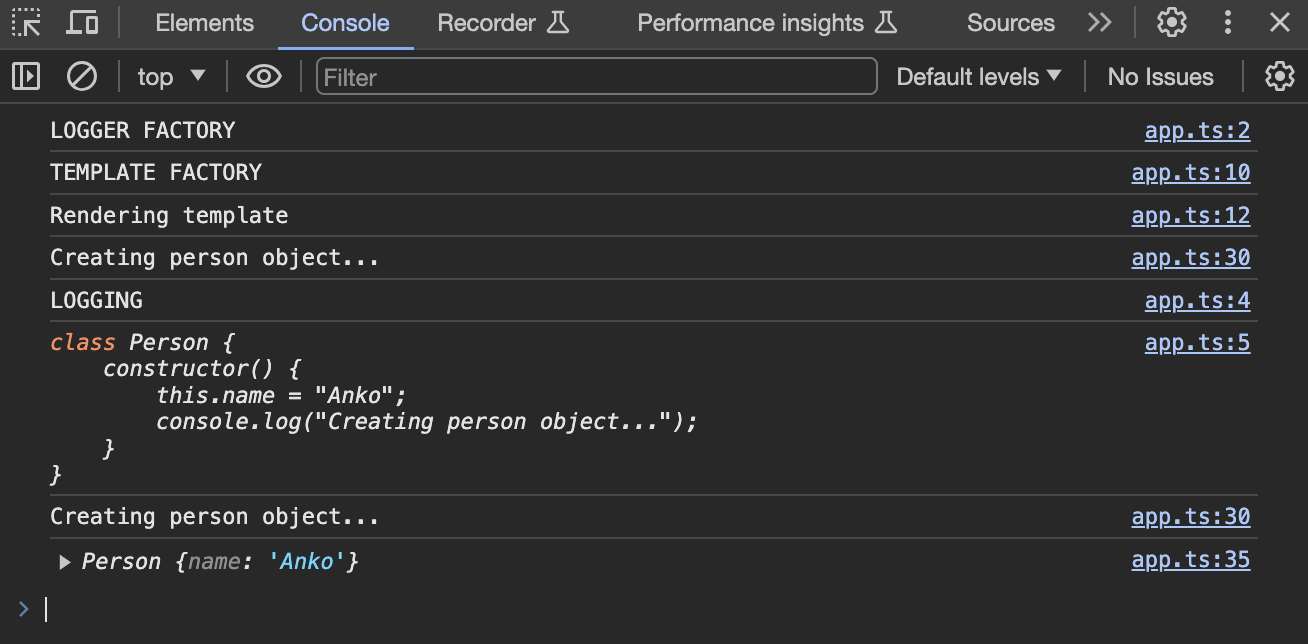 Elements Console Recorder Performance insights Sources
top Filter Default levels No Issues
LOGGER FACTORY app.ts:2
TEMPLATE FACTORY app.ts:10
Rendering template app.ts:12
Creating person object... app.ts:30
LOGGING app.ts:4
class Person { app.ts:5
constructor() {
this.name = "Anko";
console.log("Creating person object...");
}
}
Creating person object... app.ts:30
Person {name: 'Anko'} app.ts:35
>